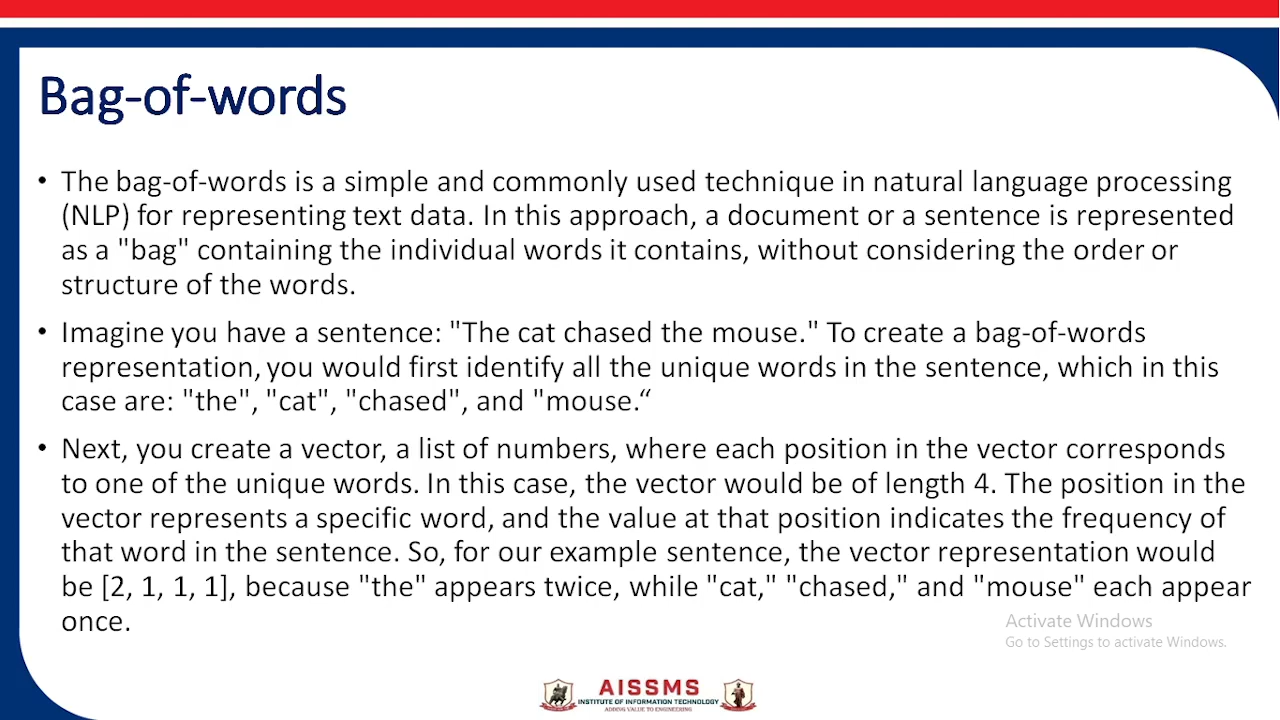 Bag-of-words
• The bag-of-words is a simple and commonly used technique in natural language processing
(NLP) for representing text data. In this approach, a document or a sentence is represented
as a "bag" containing the individual words it contains, without considering the order or
structure of the words.
• Imagine you have a sentence: "The cat chased the mouse." To create a bag-of-words
representation, you would first identify all the unique words in the sentence, which in this
case are: "the", "cat", "chased", and "mouse.“
• Next, you create a vector, a list of numbers, where each position in the vector corresponds
to one of the unique words. In this case, the vector would be of length 4. The position in the
vector represents a specific word, and the value at that position indicates the frequency of
that word in the sentence. So, for our example sentence, the vector representation would
be [2, 1, 1, 1], because "the" appears twice, while "cat," "chased," and "mouse" each appear
once.
Activate Windows
Go to Settings to activate Windows.
AISSMS
INSTITUTE OF INFORMATION TECHNOLOGY
ADDING VALUE TO ENGINEERING